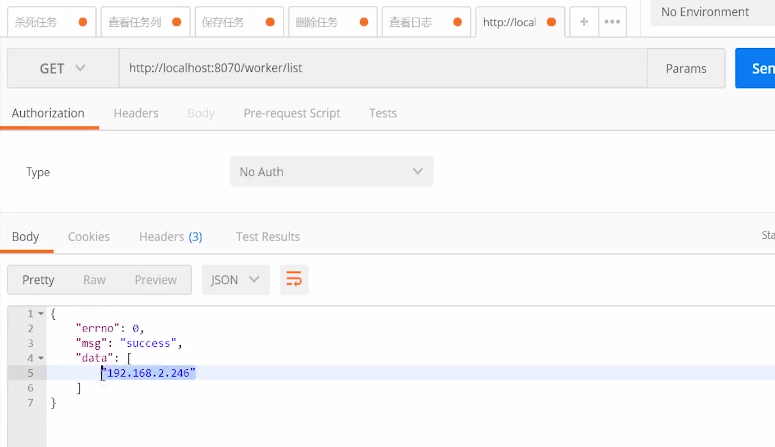 杀死任务 查看任务列 保存任务 删除任务 查看日志 http://local + ••• No Environment
GET http://localhost:8070/worker/list Params Sen
Authorization Headers Body Pre-request Script Tests
Type No Auth
Body Cookies Headers (3) Test Results Sta
Pretty Raw Preview JSON
1 {
2 "errno": 0,
3 "msg": "success",
4 "data": [
5 "192.168.2.246"
6 ]
7 }